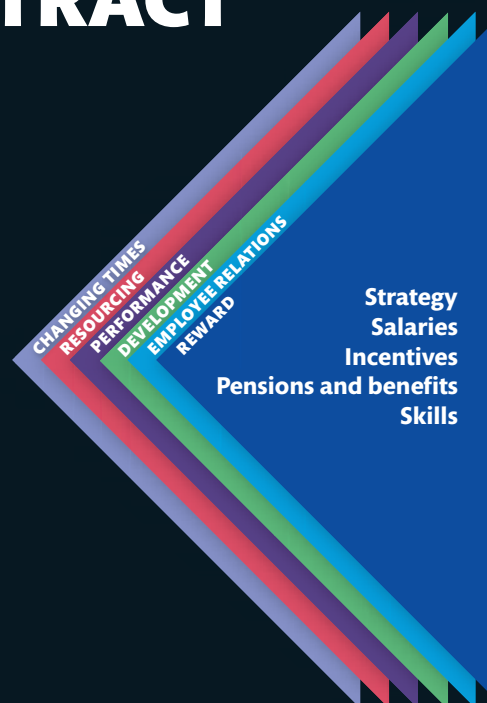 TRACT
CHANGING TIMES
RESOURCING
PERFORMANCE
DEVELOPMENT
EMPLOYEE RELATIONS
REWARD
Strategy
Salaries
Incentives
Pensions and benefits
Skills